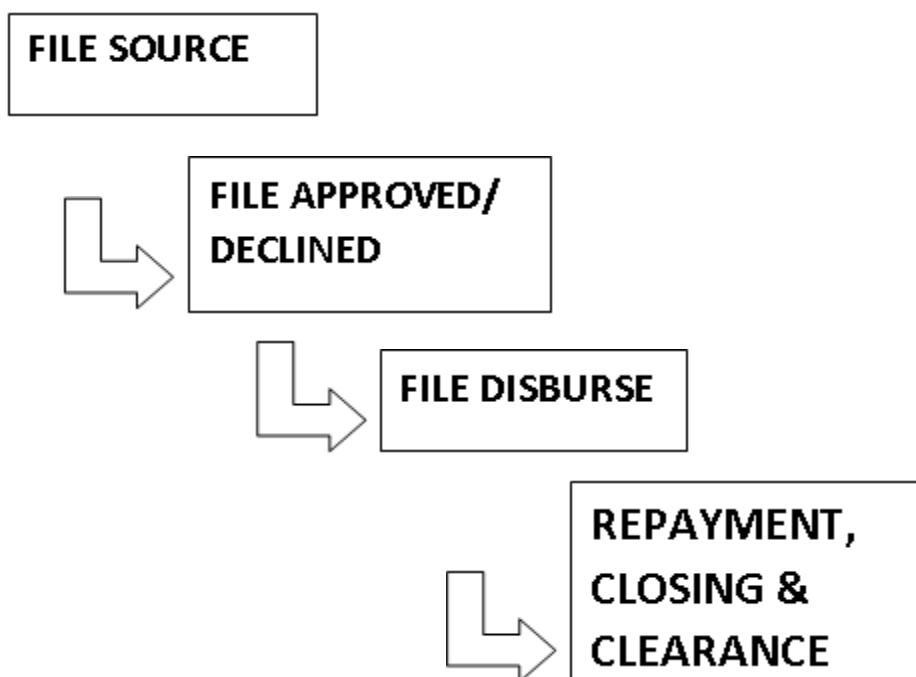 FILE SOURCE
FILE APPROVED/
DECLINED
FILE DISBURSE
REPAYMENT,
CLOSING &
CLEARANCE